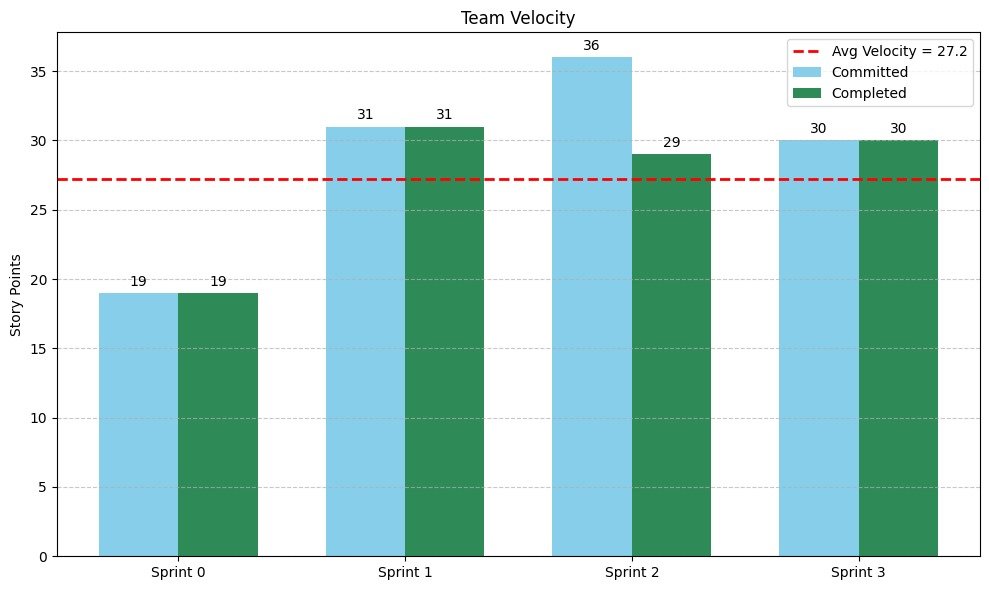 Team Velocity
Avg Velocity = 27.2
Committed
Completed
Story Points
35
30
25
20
15
10
5
0
19
19
31
31
36
29
30
30
Sprint 0
Sprint 1
Sprint 2
Sprint 3